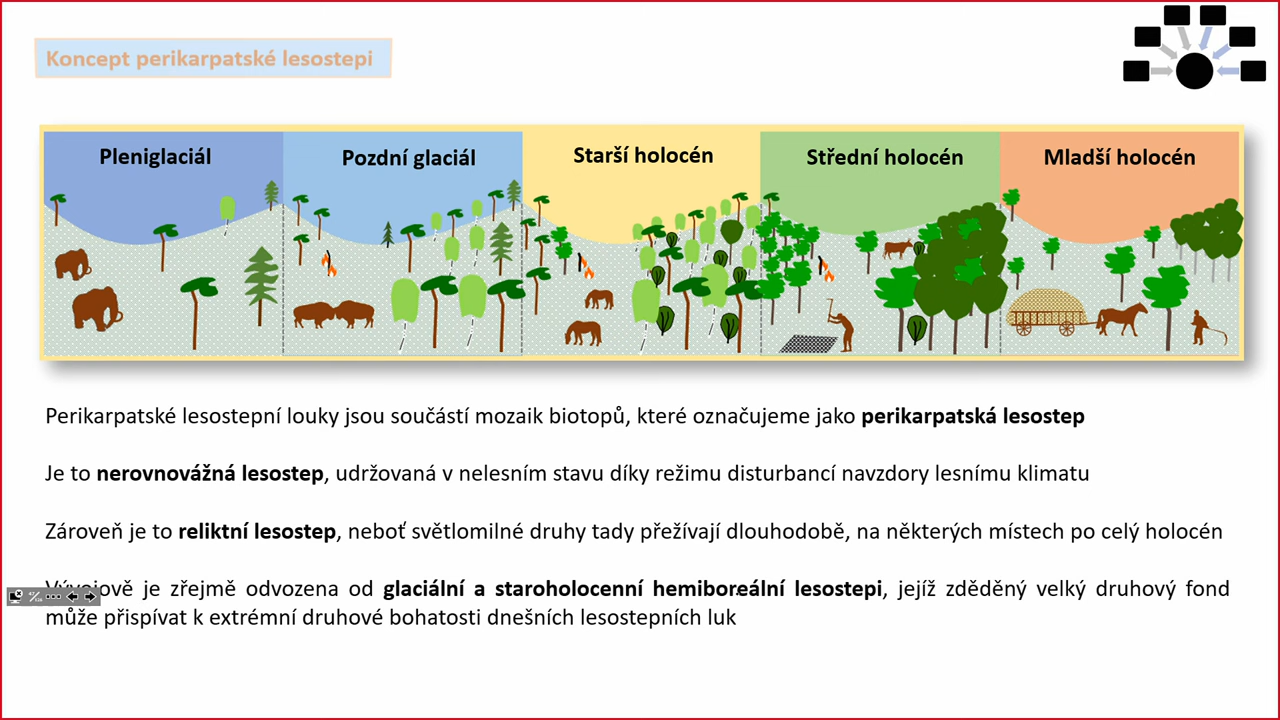 Koncept perikarpatské lesostepi
Pleniglaciál
Pozdní glaciál
Starší holocén
Střední holocén
Mladší holocén
Perikarpatské lesostepní louky jsou součástí mozaik biotopů, které označujeme jako perikarpatská lesostep
Je to nerovnovážná lesostep, udržovaná v nelesním stavu díky režimu disturbancí navzdory lesnímu klimatu
Zároveň je to reliktní lesostep, neboť světlomilné druhy tady přežívají dlouhodobě, na některých místech po celý holocén
Vývojově je zřejmě odvozena od glaciální a staroholocenní hemiboreální lesostepi, jejíž zděděný velký druhový fond
může přispívat k extrémní druhové bohatosti dnešních lesostepních luk